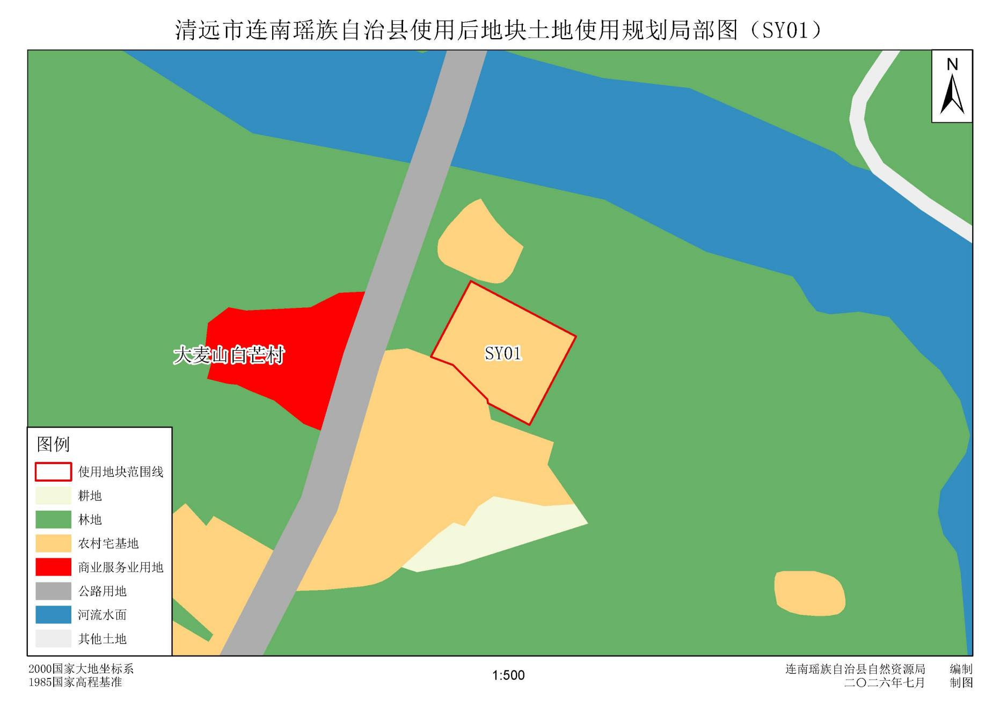 清远市连南瑶族自治县使用后地块土地使用规划局部图（SY01）
N
大麦山白芒村
SY01
图例
使用地块范围线
耕地
林地
农村宅基地
商业服务业用地
公路用地
河流水面
其他土地
2000国家大地坐标系
1985国家高程基准
1:500
连南瑶族自治县自然资源局 编制
二〇二六年七月 制图